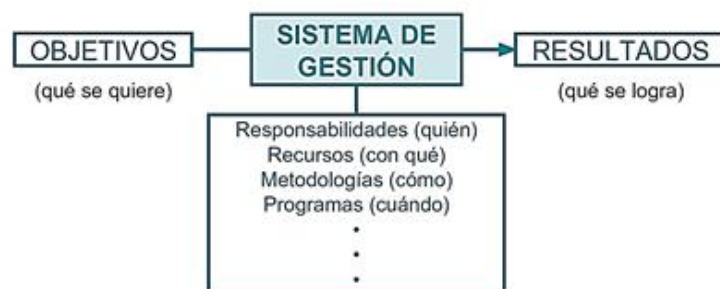 OBJETIVOS
(qué se quiere)
SISTEMA DE
GESTIÓN
RESULTADOS
(qué se logra)
Responsabilidades (quién)
Recursos (con qué)
Metodologías (cómo)
Programas (cuándo)
•
•
•